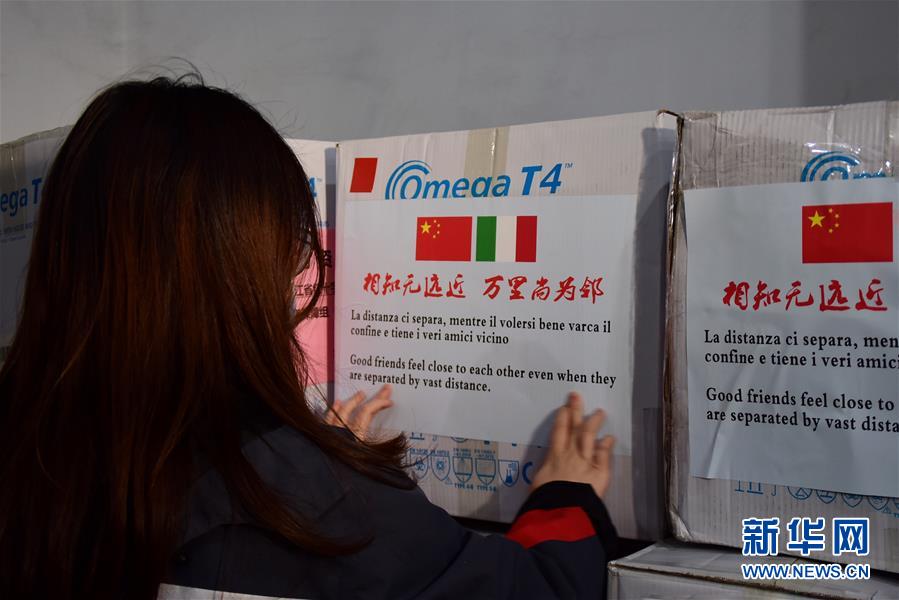 ega T
Omega T4™
相知无远近 万里尚为邻
La distanza ci separa, mentre il volersi bene varca il
confine e tiene i veri amici vicino
Good friends feel close to each other even when they
are separated by vast distance.
相知无远近
La distanza ci separa, men
confine e tiene i veri amici
Good friends feel close to
are separated by vast dista
新华网
WWW.NEWS.CN